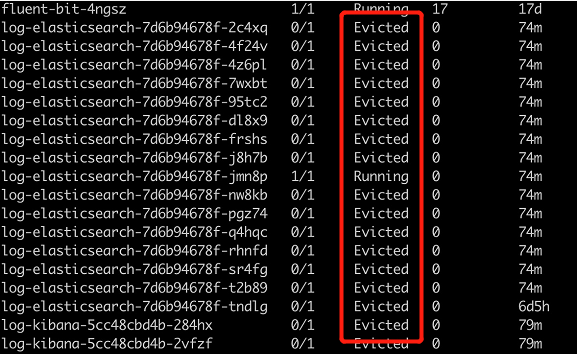 fluent-bit-4ngsz 1/1 Running 17 17d
log-elasticsearch-7d6b94678f-2c4xq 0/1 Evicted 0 74m
log-elasticsearch-7d6b94678f-4f24v 0/1 Evicted 0 74m
log-elasticsearch-7d6b94678f-4z6pl 0/1 Evicted 0 74m
log-elasticsearch-7d6b94678f-7wxbt 0/1 Evicted 0 74m
log-elasticsearch-7d6b94678f-95tc2 0/1 Evicted 0 74m
log-elasticsearch-7d6b94678f-dl8x9 0/1 Evicted 0 74m
log-elasticsearch-7d6b94678f-frshs 0/1 Evicted 0 74m
log-elasticsearch-7d6b94678f-j8h7b 0/1 Evicted 0 74m
log-elasticsearch-7d6b94678f-jmn8p 1/1 Running 0 74m
log-elasticsearch-7d6b94678f-nw8kb 0/1 Evicted 0 74m
log-elasticsearch-7d6b94678f-pgz74 0/1 Evicted 0 74m
log-elasticsearch-7d6b94678f-q4hqc 0/1 Evicted 0 74m
log-elasticsearch-7d6b94678f-rhnfd 0/1 Evicted 0 74m
log-elasticsearch-7d6b94678f-sr4fg 0/1 Evicted 0 74m
log-elasticsearch-7d6b94678f-t2b89 0/1 Evicted 0 74m
log-elasticsearch-7d6b94678f-tndlg 0/1 Evicted 0 6d5h
log-kibana-5cc48cbd4b-284hx 0/1 Evicted 0 79m
log-kibana-5cc48cbd4b-2vfzf 0/1 Evicted 0 79m